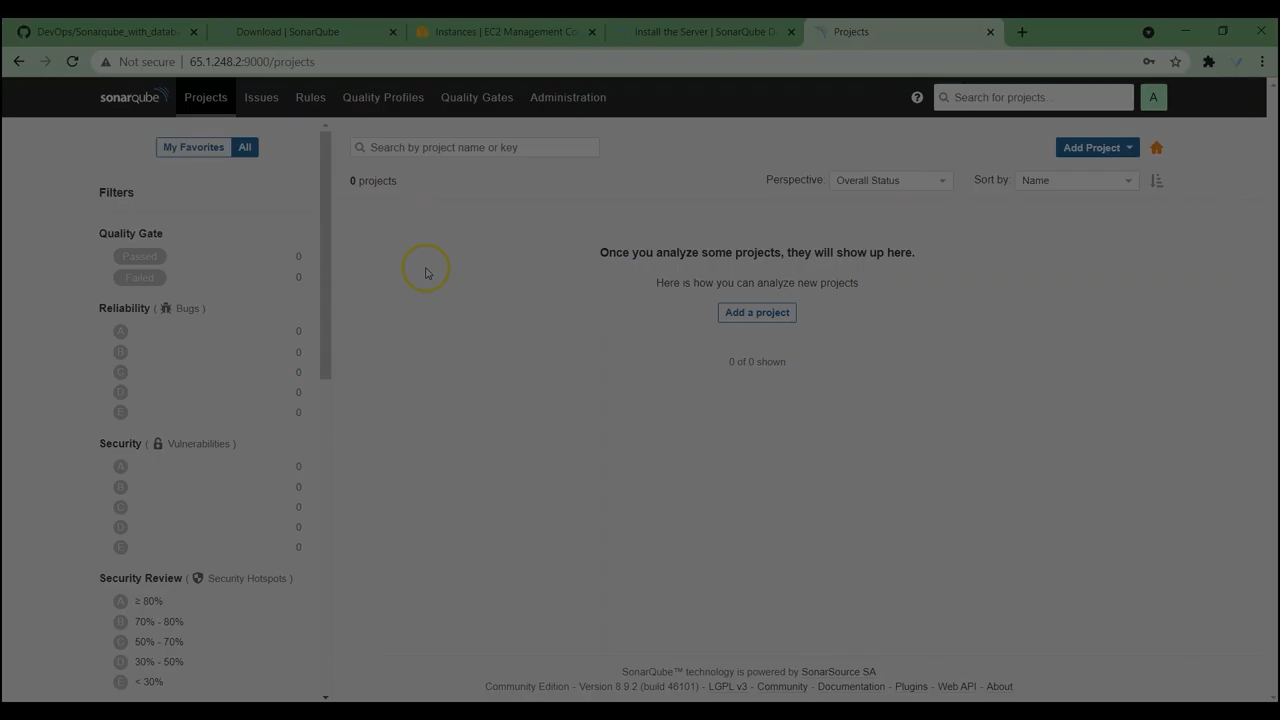 DevOps/Sonarqube_with_datab
Download | SonarQube
Instances | EC2 Management Co
Install the Server | SonarQube D
Projects
Not secure
65.1.248.2:9000/projects
sonarqube
Projects
Issues
Rules
Quality Profiles
Quality Gates
Administration
Search for projects...
A
My Favorites
All
Search by project name or key
Add Project
0 projects
Perspective:
Overall Status
Sort by:
Name
Filters
Quality Gate
Passed 0
Failed 0
Reliability ( Bugs )
A 0
B 0
C 0
D 0
E 0
Security ( Vulnerabilities )
A 0
B 0
C 0
D 0
E 0
Security Review ( Security Hotspots )
A ≥ 80%
B 70% - 80%
C 50% - 70%
D 30% - 50%
E < 30%
Once you analyze some projects, they will show up here.
Here is how you can analyze new projects
Add a project
0 of 0 shown
SonarQube™ technology is powered by SonarSource SA
Community Edition - Version 8.9.2 (build 46101) - LGPL v3 - Community - Documentation - Plugins - Web API - About